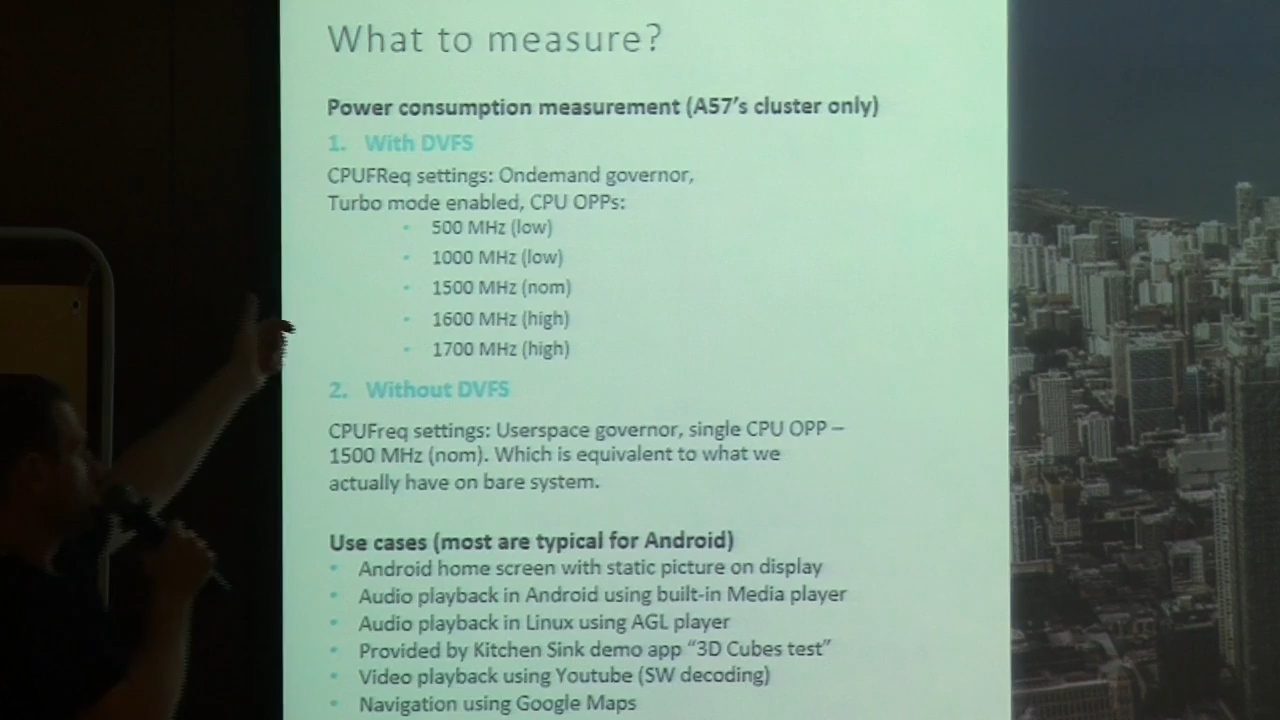 What to measure?
Power consumption measurement (A57's cluster only)
1. With DVFS
CPUFReq settings: Ondemand governor,
Turbo mode enabled, CPU OPPs:
• 500 MHz (low)
• 1000 MHz (low)
• 1500 MHz (nom)
• 1600 MHz (high)
• 1700 MHz (high)
2. Without DVFS
CPUFreq settings: Userspace governor, single CPU OPP –
1500 MHz (nom). Which is equivalent to what we
actually have on bare system.
Use cases (most are typical for Android)
• Android home screen with static picture on display
• Audio playback in Android using built-in Media player
• Audio playback in Linux using AGL player
• Provided by Kitchen Sink demo app “3D Cubes test”
• Video playback using Youtube (SW decoding)
• Navigation using Google Maps